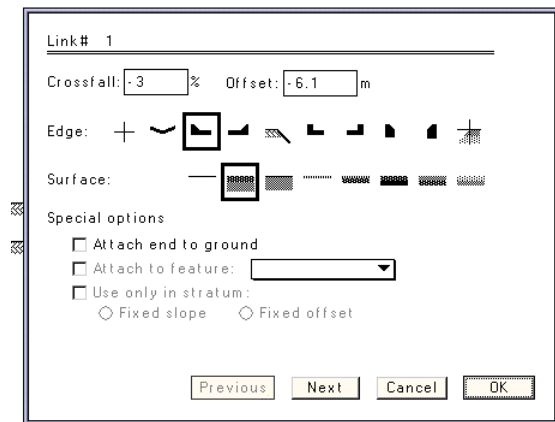 Link# 1
Crossfall: -3 % Offset: -6.1 m
Edge:
Surface:
Special options
Attach end to ground
Attach to feature:
Use only in stratum:
Fixed slope Fixed offset
Previous Next Cancel OK